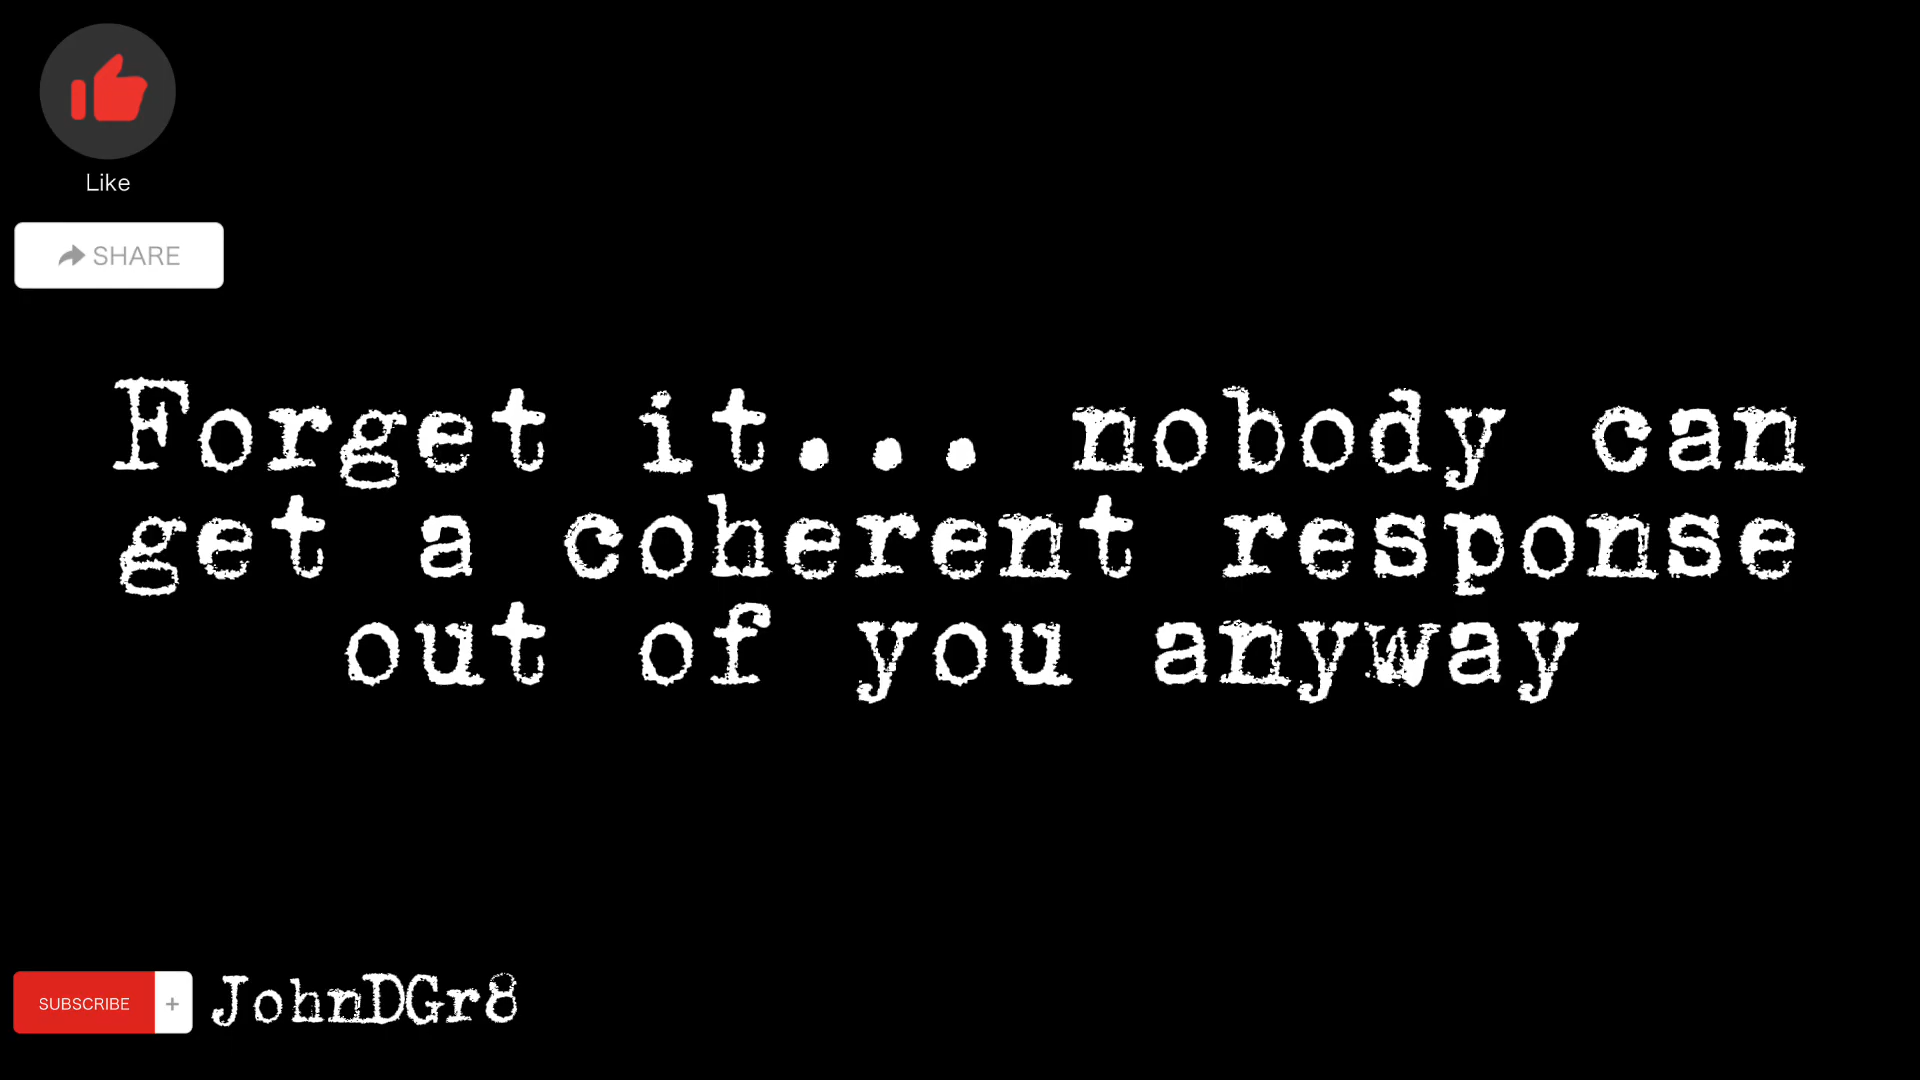 Like
SHARE
Forget it... nobody can
get a coherent response
out of you anyway
SUBSCRIBE +
JohnDGr8